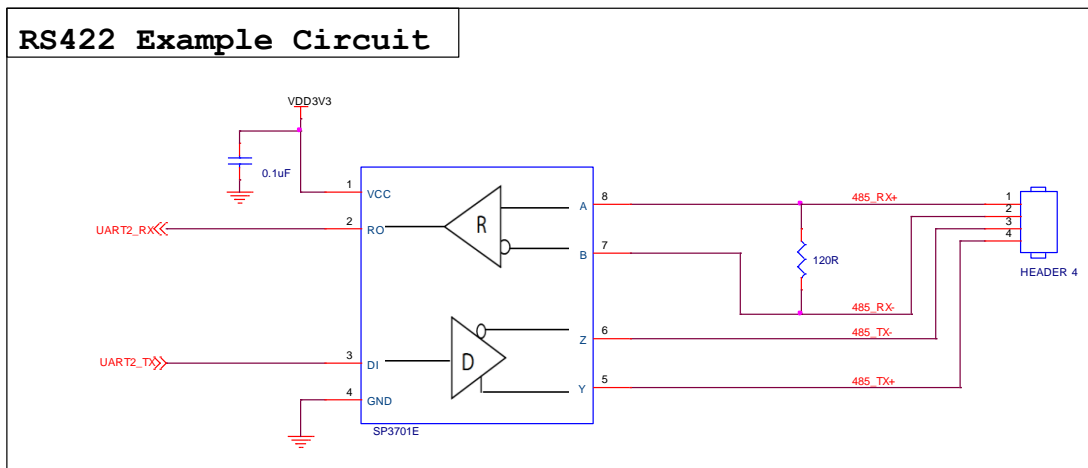 RS422 Example Circuit
VDD3V3
0.1uF
1
VCC
2
RO
UART2_RX
R
A
8
B
7
485_RX+
120R
485_RX-
1
2
3
4
HEADER 4
UART2_TX
3
DI
D
Z
6
485_TX-
4
GND
Y
5
485_TX+
SP3701E